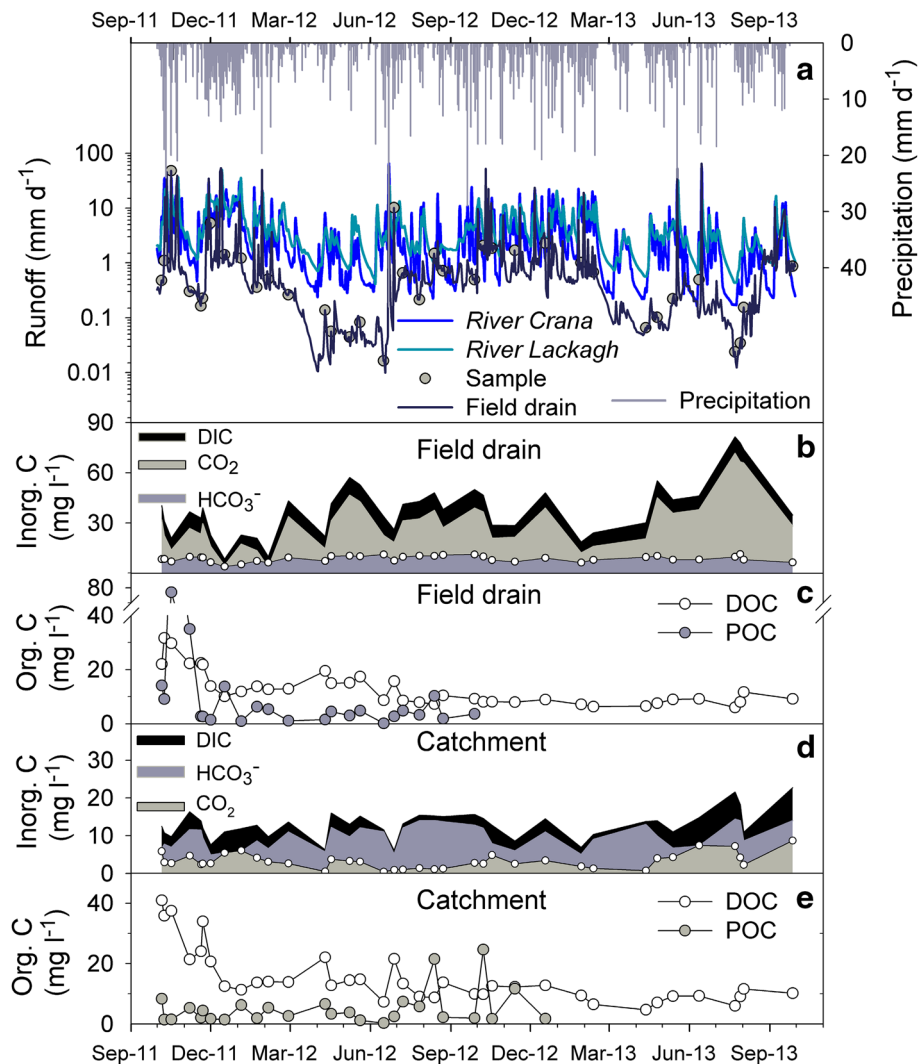 Sep-11 Dec-11 Mar-12 Jun-12 Sep-12 Dec-12 Mar-13 Jun-13 Sep-13
a
0
10
20
30
40
Precipitation (mm d⁻¹)
100
10
1
0.1
0.01
Runoff (mm d⁻¹)
River Crana
River Lackagh
Sample
Field drain
Precipitation
b
Field drain
90
60
30
Inorg. C
(mg l⁻¹)
DIC
CO₂
HCO₃⁻
c
Field drain
80
40
20
0
Org. C
(mg l⁻¹)
DOC
POC
d
Catchment
30
20
10
0
Inorg. C
(mg l⁻¹)
DIC
HCO₃⁻
CO₂
e
Catchment
40
20
0
Org. C
(mg l⁻¹)
DOC
POC
Sep-11 Dec-11 Mar-12 Jun-12 Sep-12 Dec-12 Mar-13 Jun-13 Sep-13